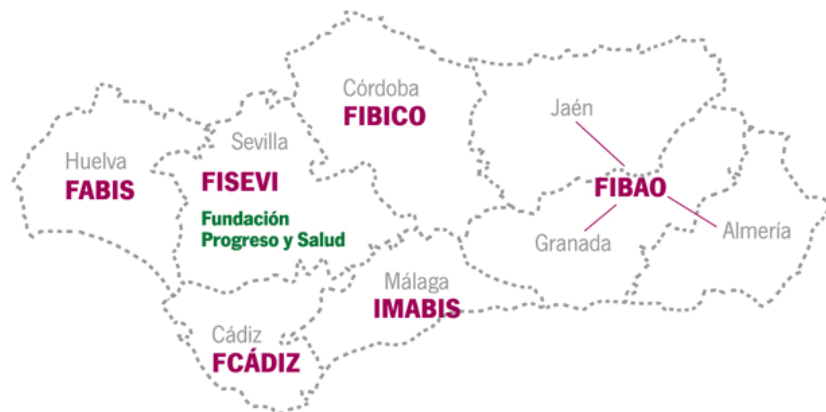 Córdoba
FIBICO
Jaén
Sevilla
FISEVI
Huelva
FABIS
FIBAO
Fundación
Progreso y Salud
Granada
Almería
Málaga
IMABIS
Cádiz
FCÁDIZ